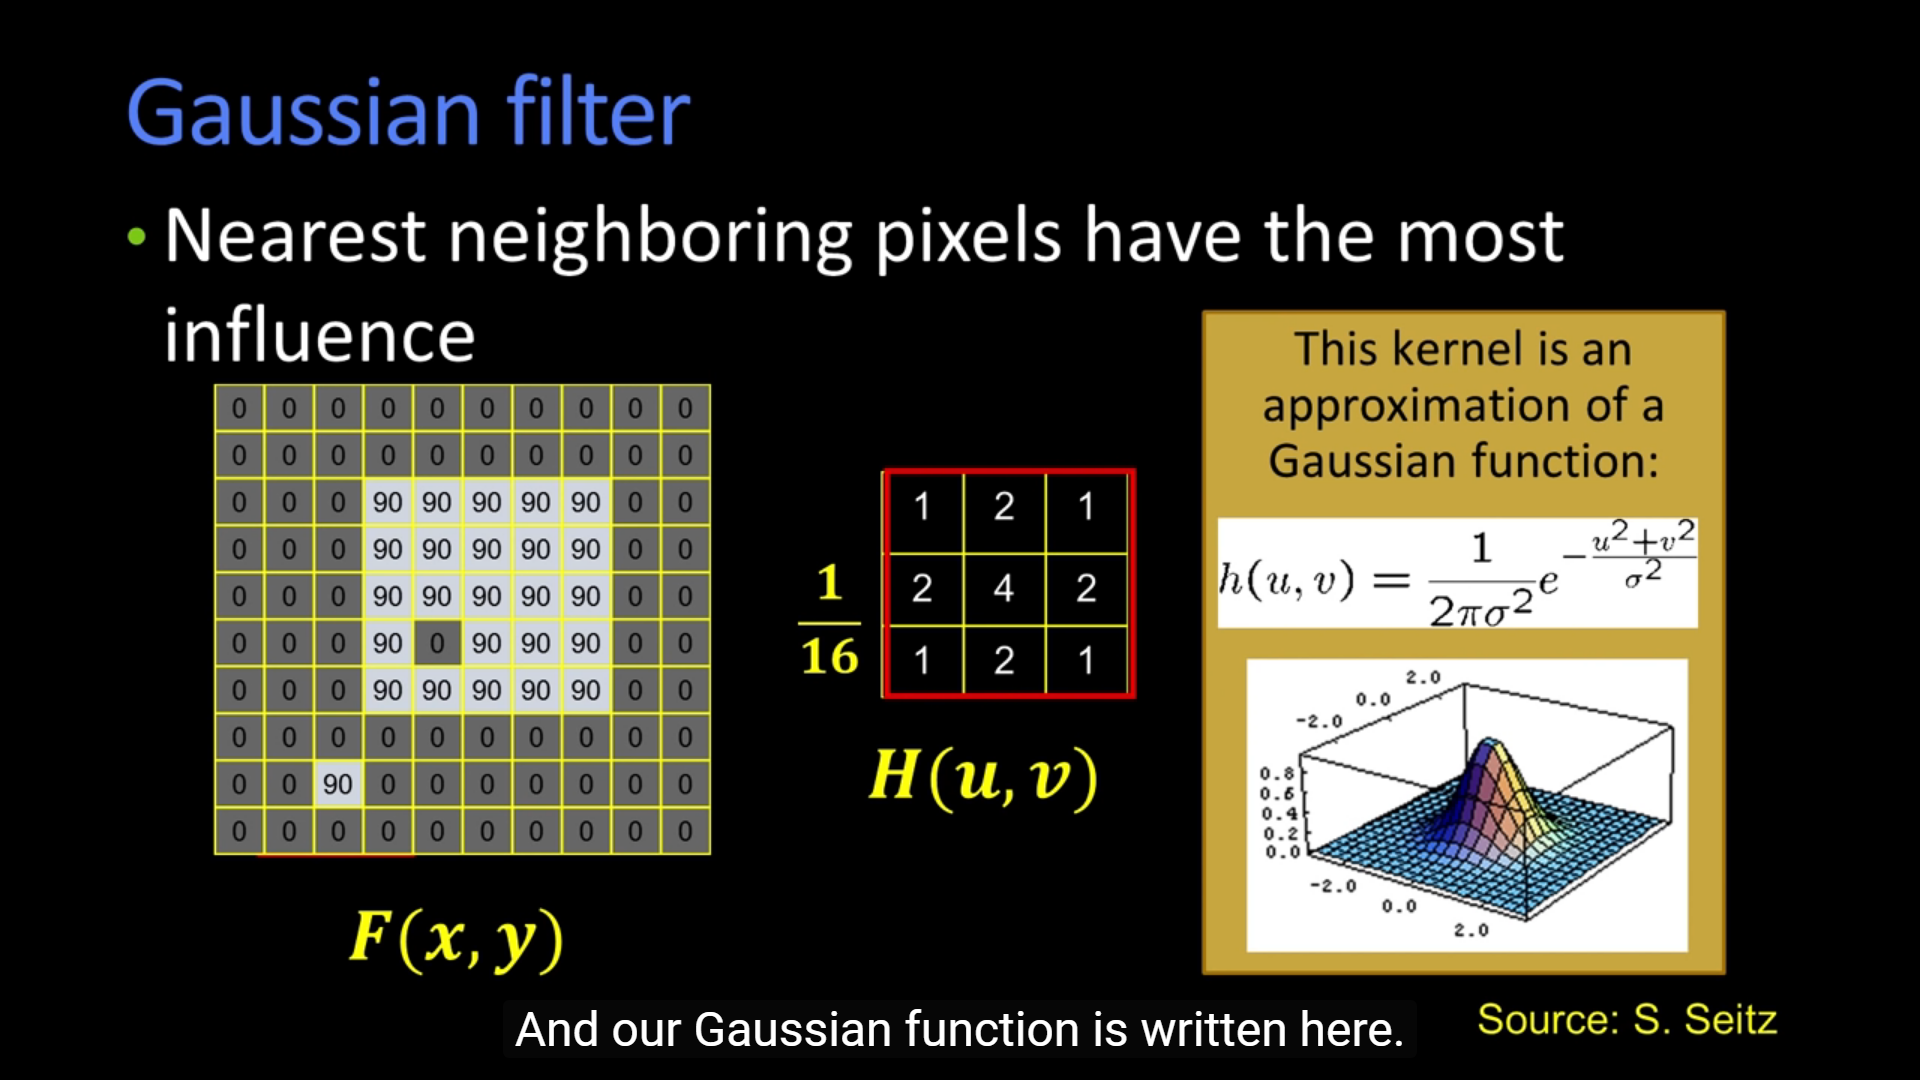 Gaussian filter
• Nearest neighboring pixels have the most
influence
0 0 0 0 0 0 0 0 0 0
0 0 0 0 0 0 0 0 0 0
0 0 0 90 90 90 90 90 0 0
0 0 0 90 90 90 90 90 0 0
0 0 0 90 90 90 90 90 0 0
0 0 0 90 0 90 90 90 0 0
0 0 0 90 90 90 90 90 0 0
0 0 0 0 0 0 0 0 0 0
0 0 90 0 0 0 0 0 0 0
0 0 0 0 0 0 0 0 0 0
F(x, y)
1/16
1 2 1
2 4 2
1 2 1
H(u, v)
This kernel is an
approximation of a
Gaussian function:
h(u, v) = 1/(2πσ²) e^(−(u²+v²)/σ²)
2.0
0.0
-2.0
0.8
0.6
0.4
0.2
0.0
-2.0
0.0
2.0
And our Gaussian function is written here.
Source: S. Seitz